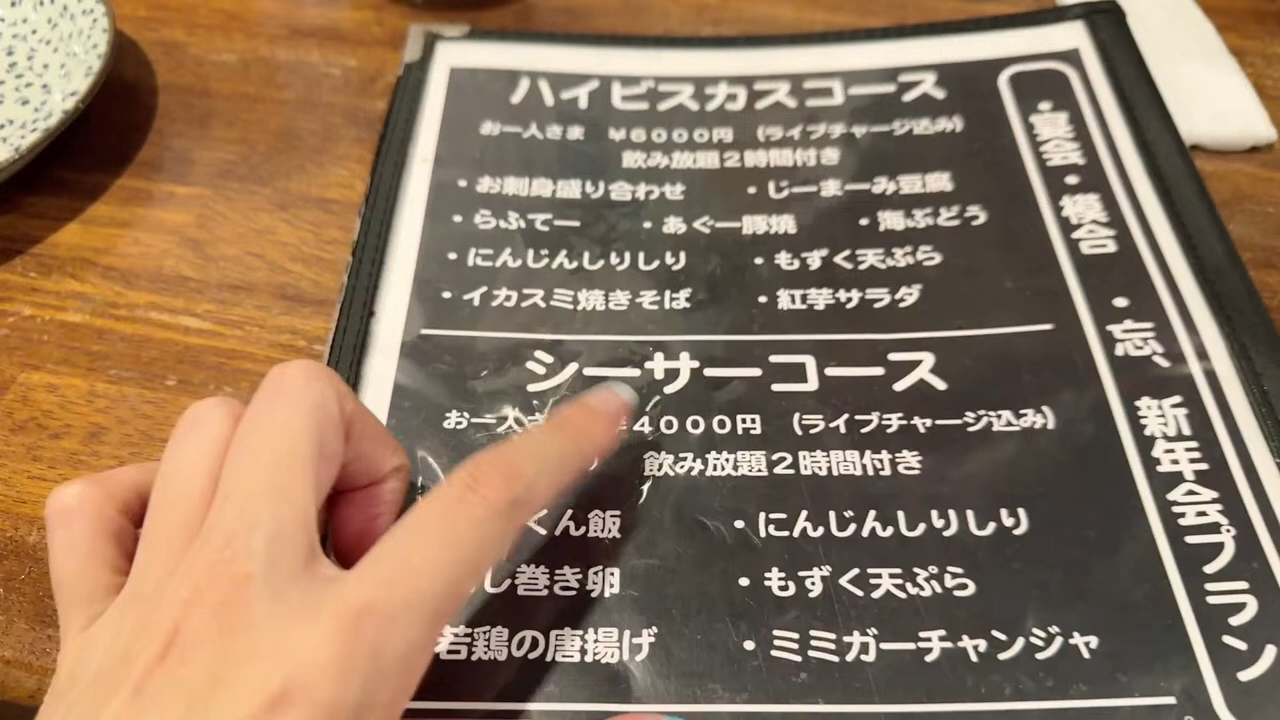 ハイビスカスコース
お一人さま ¥6000円 (ライブチャージ込み)
飲み放題2時間付き
・お刺身盛り合わせ ・じーまーみ豆腐
・らふてー ・あぐー豚焼 ・海ぶどう
・にんじんしりしり ・もずく天ぷら
・イカスミ焼きそば ・紅芋サラダ
シーサーコース
お一人さ 4000円 (ライブチャージ込み)
飲み放題2時間付き
くん飯 ・にんじんしりしり
し巻き卵 ・もずく天ぷら
若鶏の唐揚げ ・ミミガーチャンジャ
・宴会・模合 ・忘、新年会プラン